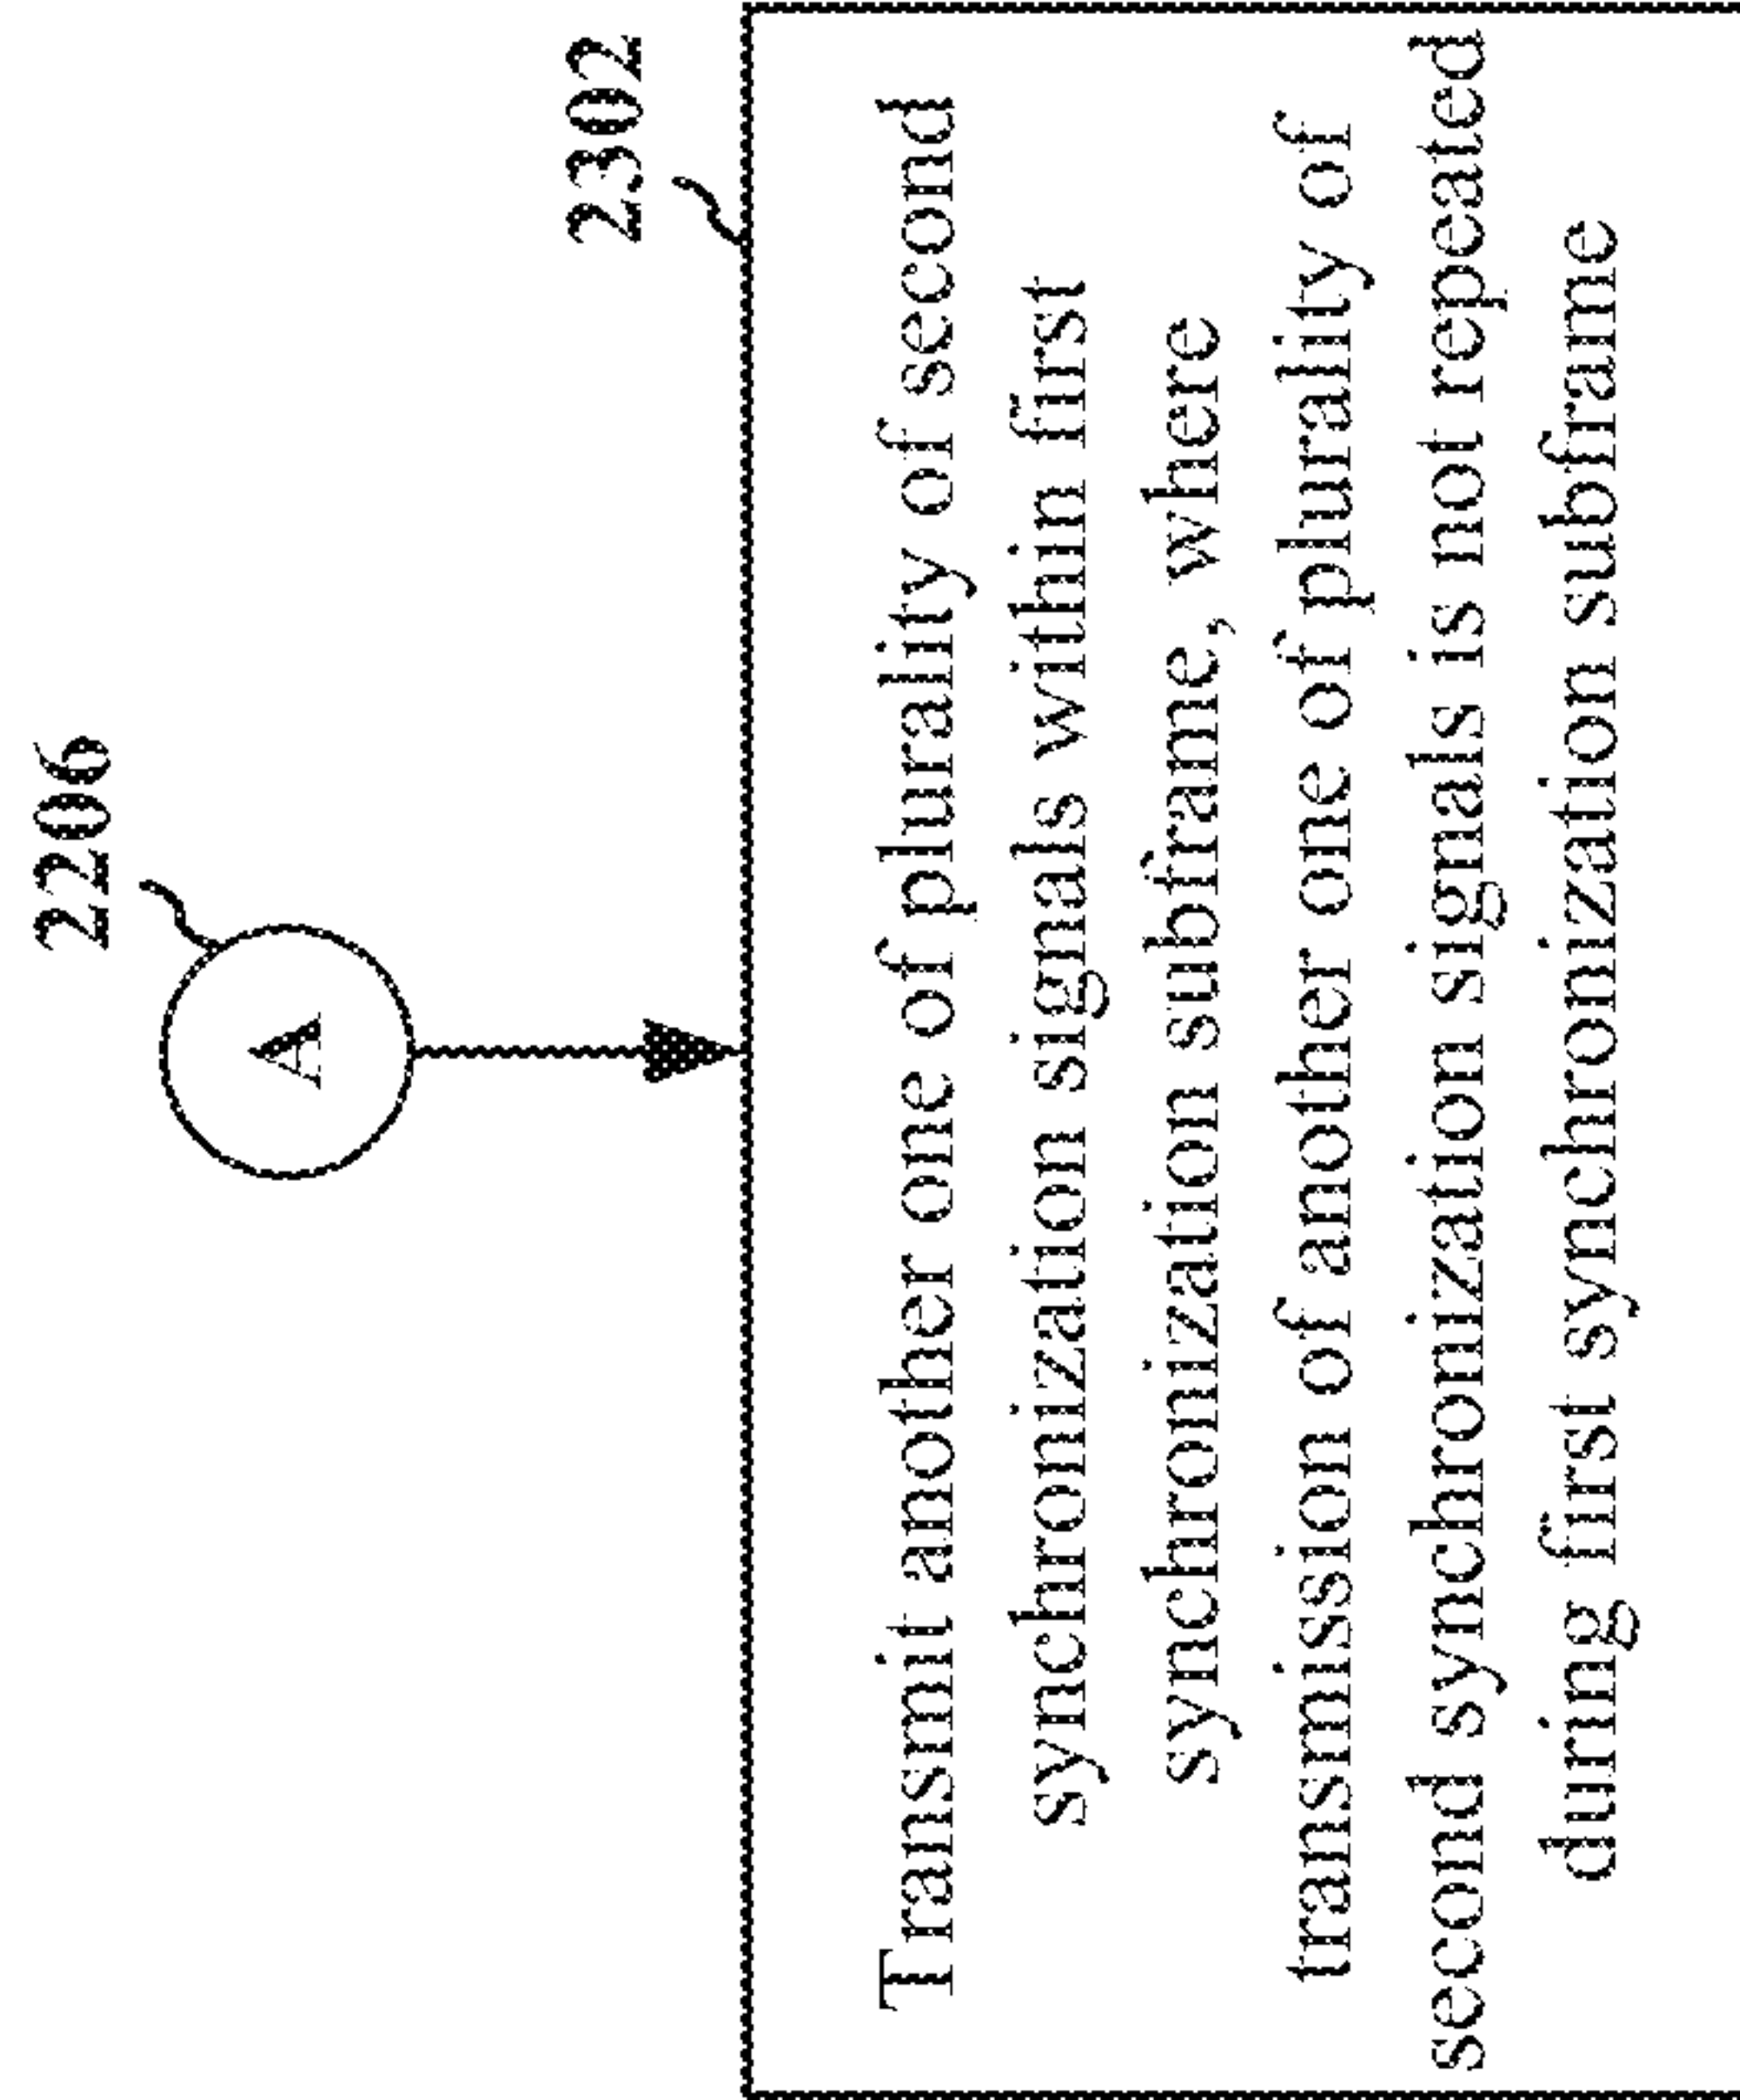 2206
A
2302
Transmit another one of plurality of second
synchronization signals within first
synchronization subframe, where
transmission of another one of plurality of
second synchronization signals is not repeated
during first synchronization subframe